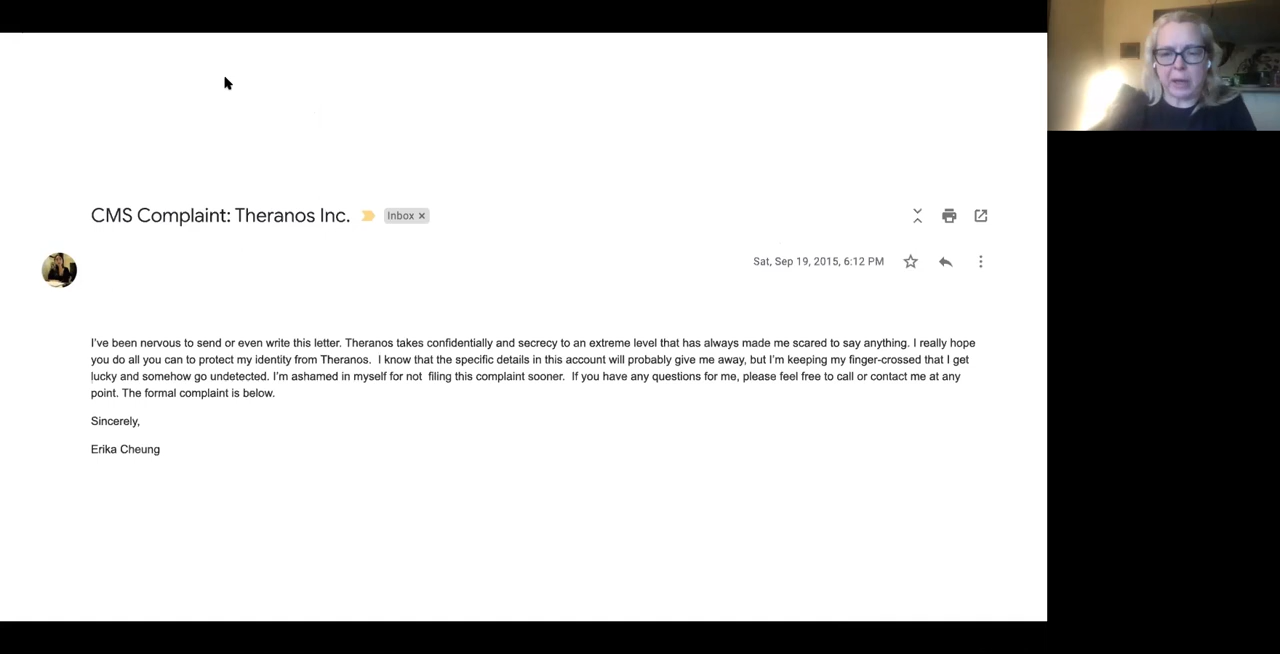 CMS Complaint: Theranos Inc. Inbox x
Sat, Sep 19, 2015, 6:12 PM
I've been nervous to send or even write this letter. Theranos takes confidentially and secrecy to an extreme level that has always made me scared to say anything. I really hope
you do all you can to protect my identity from Theranos.  I know that the specific details in this account will probably give me away, but I'm keeping my finger-crossed that I get
lucky and somehow go undetected. I'm ashamed in myself for not  filing this complaint sooner.  If you have any questions for me, please feel free to call or contact me at any
point. The formal complaint is below.
Sincerely,
Erika Cheung